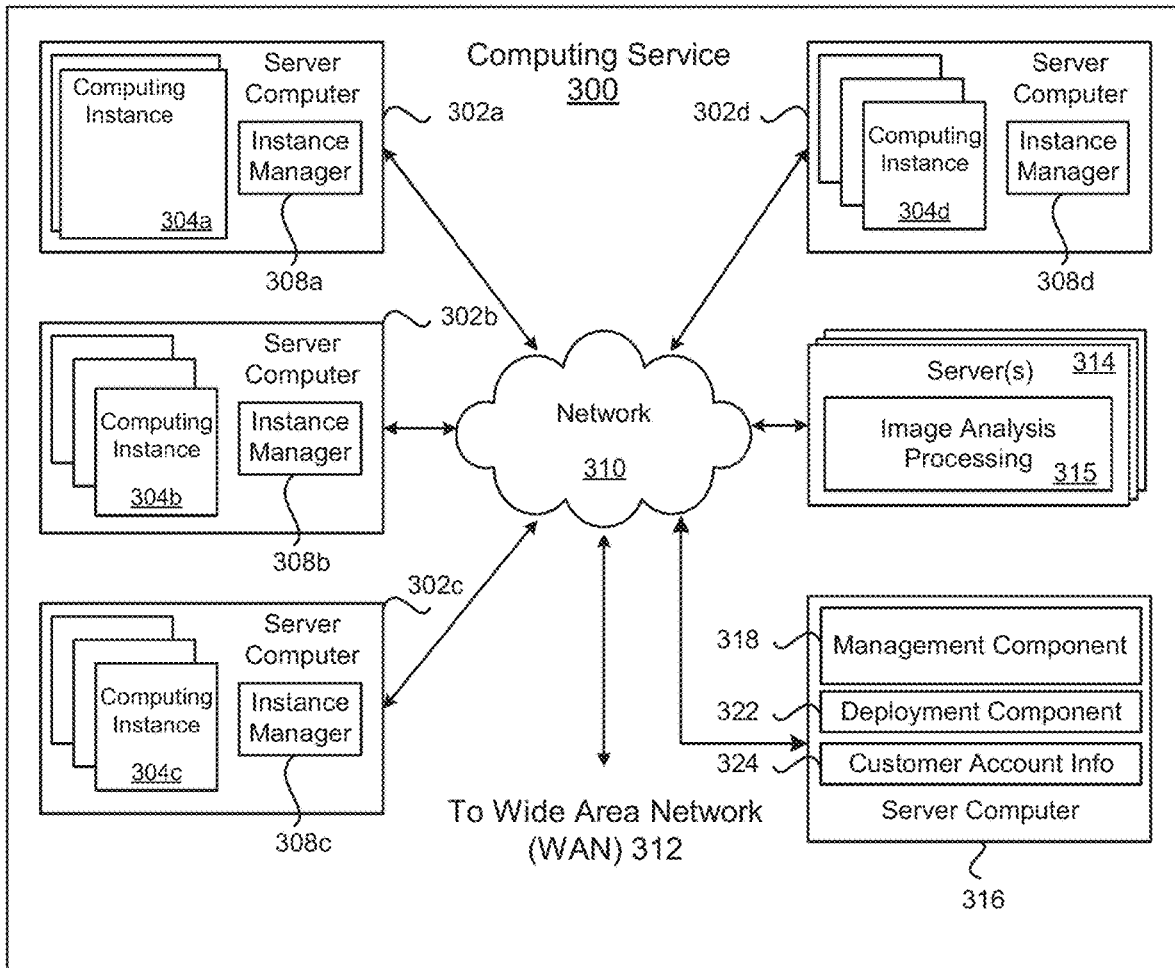 Computing Service
300
Computing
Instance
304a
Server
Computer
Instance
Manager
302a
308a
302d
Computing
Instance
304d
Server
Computer
Instance
Manager
308d
302b
Computing
Instance
304b
Server
Computer
Instance
Manager
308b
Network
310
Server(s)
314
Image Analysis
Processing
315
302c
Computing
Instance
304c
Server
Computer
Instance
Manager
308c
To Wide Area Network
(WAN) 312
318
Management Component
322
Deployment Component
324
Customer Account Info
Server Computer
316